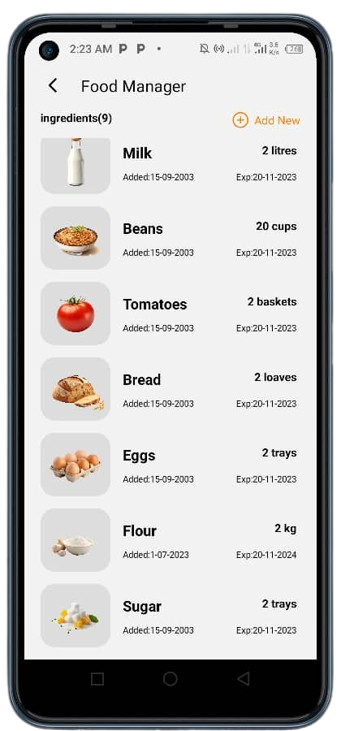 2:23 AM P P •
3.6
K/s
Food Manager
ingredients(9)
Add New
Milk
2 litres
Added:15-09-2003
Exp:20-11-2023
Beans
20 cups
Added:15-09-2003
Exp:20-11-2023
Tomatoes
2 baskets
Added:15-09-2003
Exp:20-11-2023
Bread
2 loaves
Added:15-09-2003
Exp:20-11-2023
Eggs
2 trays
Added:15-09-2003
Exp:20-11-2023
Flour
2 kg
Added:1-07-2023
Exp:20-11-2024
Sugar
2 trays
Added:15-09-2003
Exp:20-11-2023